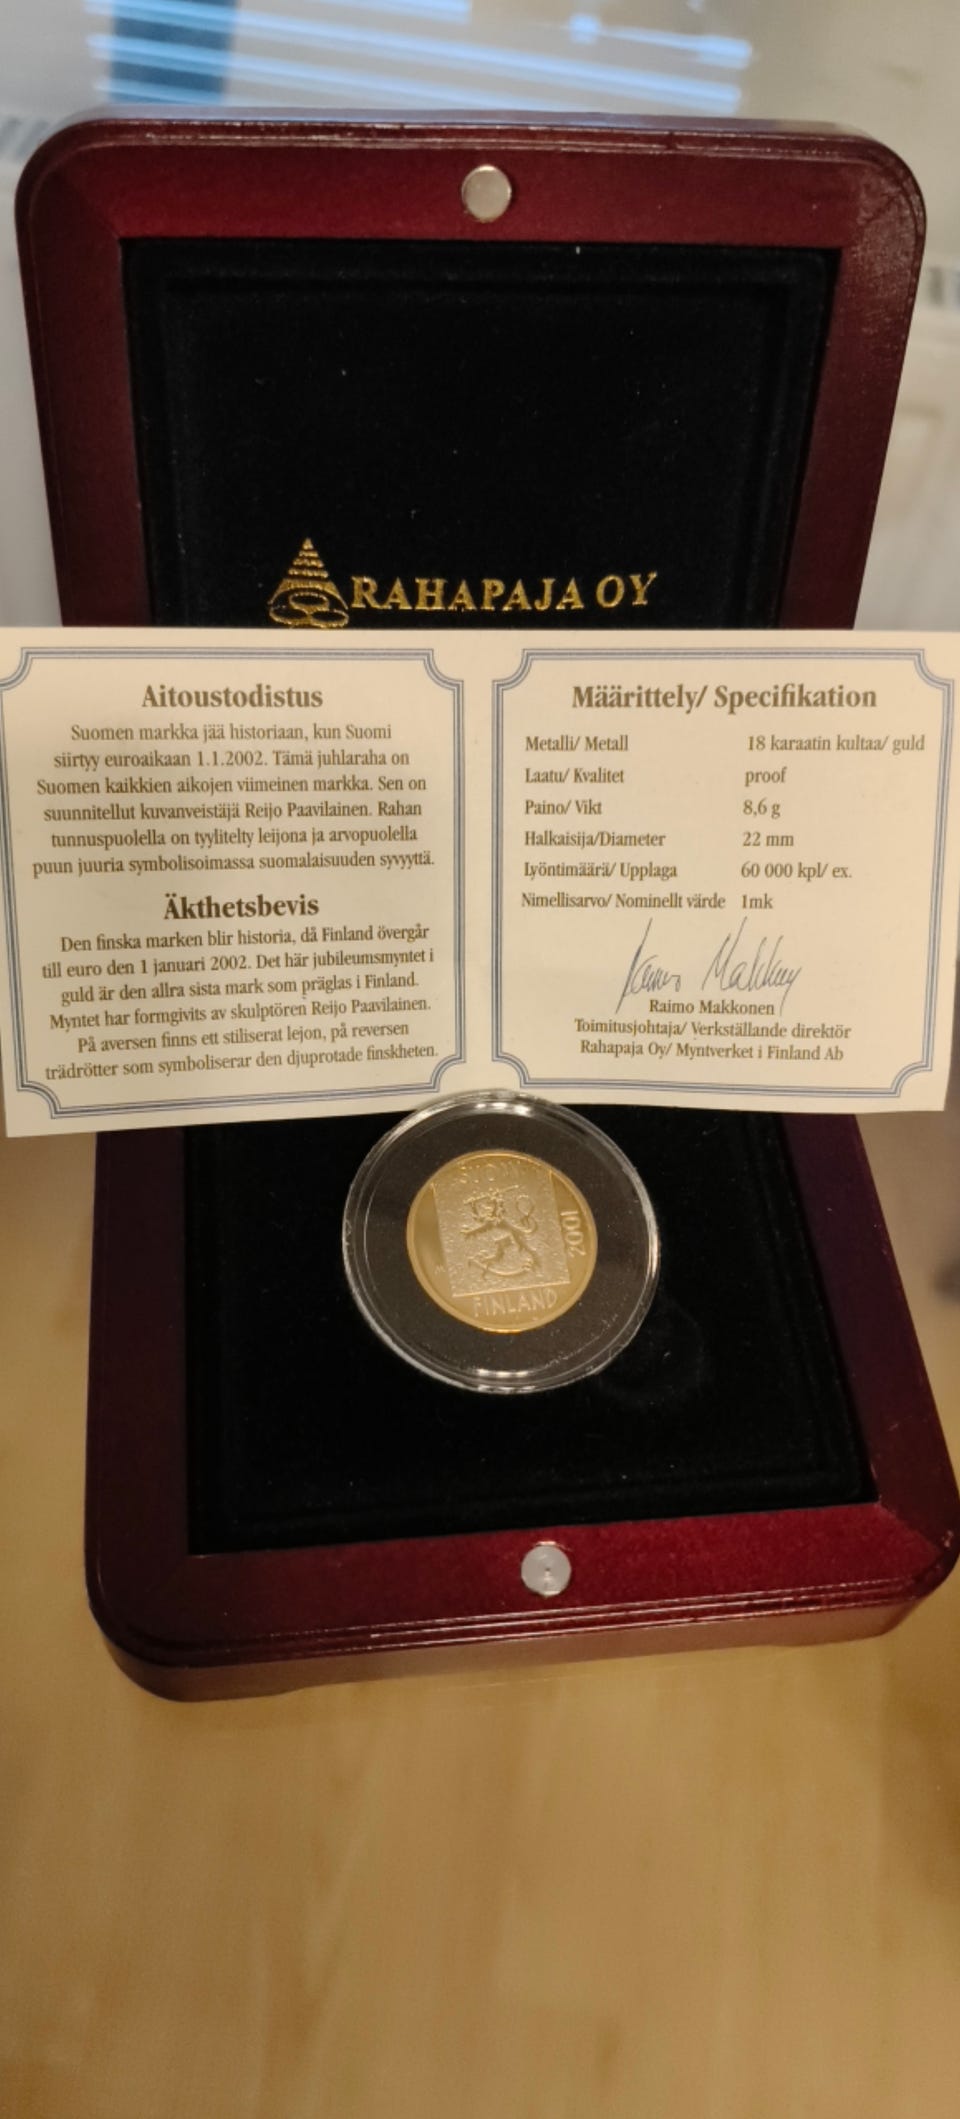 RAHAPAJA OY
Aitoustodistus
Suomen markka jää historiaan, kun Suomi
siirtyy euroaikaan 1.1.2002. Tämä juhlaraha on
Suomen kaikkien aikojen viimeinen markka. Sen on
suunnitellut kuvanveistäjä Reijo Paavilainen. Rahan
tunnuspuolella on tyylitelty leijona ja arvopuolella
puun juuria symbolisoimassa suomalaisuuden syvyyttä.
Äkthetsbevis
Den finska marken blir historia, då Finland övergår
till euro den 1 januari 2002. Det här jubileumsmyntet i
guld är den allra sista mark som präglas i Finland.
Myntet har formgivits av skulptören Reijo Paavilainen.
På aversen finns ett stiliserat lejon, på reversen
trädrötter som symboliserar den djuprotade finskheten.
Määrittely/ Specifikation
Metalli/ Metall 18 karaatin kultaa/ guld
Laatu/ Kvalitet proof
Paino/ Vikt 8,6 g
Halkaisija/Diameter 22 mm
Lyöntimäärä/ Upplaga 60 000 kpl/ ex.
Nimellisarvo/ Nominellt värde 1mk
Raimo Makkonen
Raimo Makkonen
Toimitusjohtaja/ Verkställande direktör
Rahapaja Oy/ Myntverket i Finland Ab
SUOMI
2001
M
FINLAND